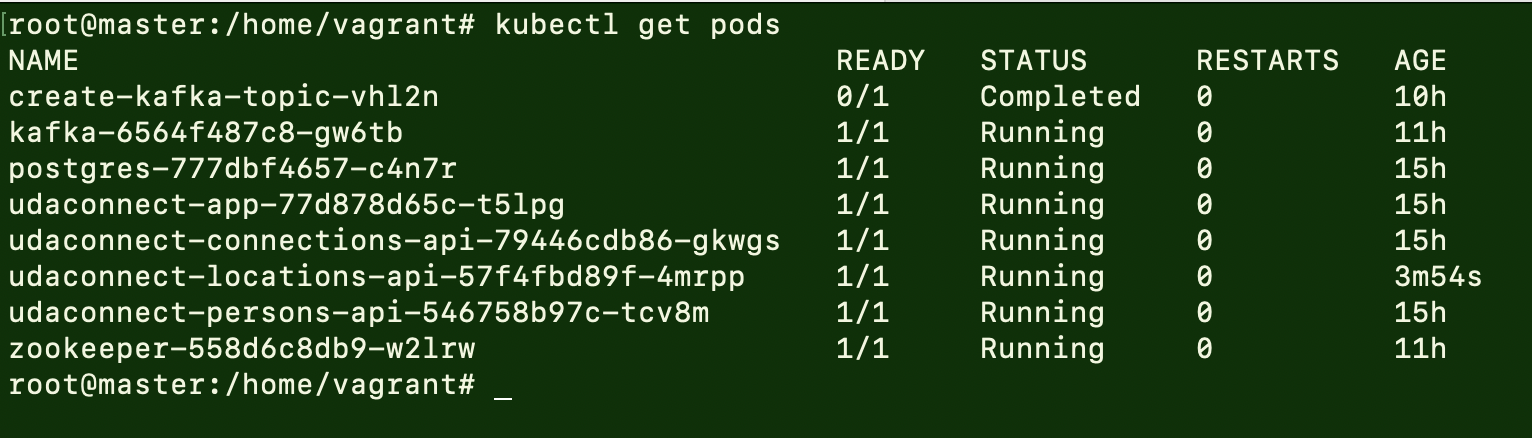 [root@master:/home/vagrant# kubectl get pods
NAME READY STATUS RESTARTS AGE
create-kafka-topic-vhl2n 0/1 Completed 0 10h
kafka-6564f487c8-gw6tb 1/1 Running 0 11h
postgres-777dbf4657-c4n7r 1/1 Running 0 15h
udaconnect-app-77d878d65c-t5lpg 1/1 Running 0 15h
udaconnect-connections-api-79446cdb86-gkwgs 1/1 Running 0 15h
udaconnect-locations-api-57f4fbd89f-4mrpp 1/1 Running 0 3m54s
udaconnect-persons-api-546758b97c-tcv8m 1/1 Running 0 15h
zookeeper-558d6c8db9-w2lrw 1/1 Running 0 11h
root@master:/home/vagrant# _